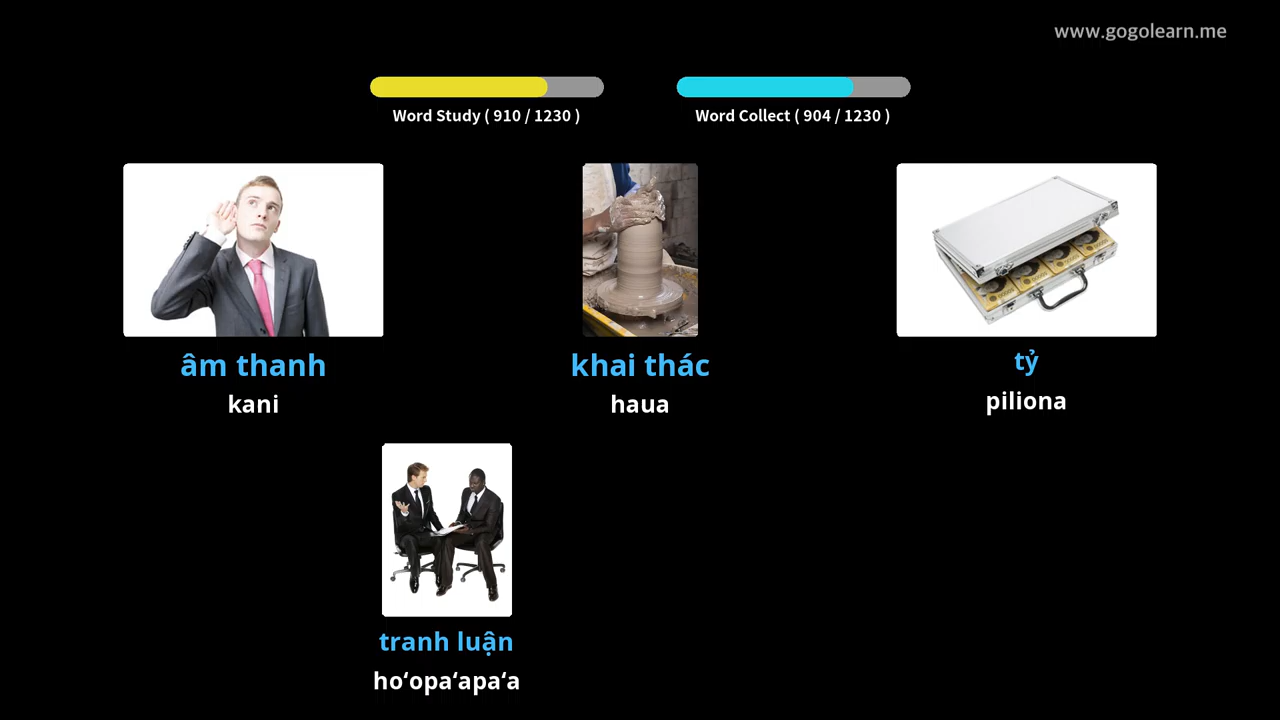 www.gogolearn.me
Word Study ( 910 / 1230 )
Word Collect ( 904 / 1230 )
âm thanh
kani
khai thác
haua
tỷ
piliona
tranh luận
hoʻopaʻapaʻa